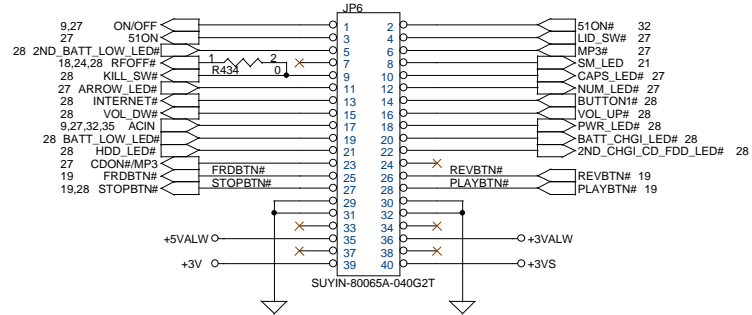 JP6
9,27 ON/OFF 1 2 51ON# 32
27 51ON 3 4 LID_SW# 27
28 2ND_BATT_LOW_LED# 5 6 MP3# 28
18,24,28 RFOFF# 1 2 7 8 SM_LED 21
R434 0
28 KILL_SW# 9 10 CAPS_LED# 27
27 ARROW_LED# 11 12 NUM_LED# 27
28 INTERNET# 13 14 BUTTON1# 28
28 VOL_DW# 15 16 VOL_UP# 28
9,27,32,35 ACIN 17 18 PWR_LED# 28
28 BATT_LOW_LED# 19 20 BATT_CHGI_LED# 28
28 HDD_LED# 21 22 2ND_CHGI_CD_FDD_LED# 28
27 CDON#/MP3 23 24
19 FRDBTN# FRDBTN# 25 26 REVBTN# REVBTN# 19
19,28 STOPBTN# STOPBTN# 27 28 PLAYBTN# PLAYBTN# 19
29 30
31 32
33 34
+5VALW 35 36 +3VALW
37 38
+3V 39 40 +3VS
SUYIN-80065A-040G2T